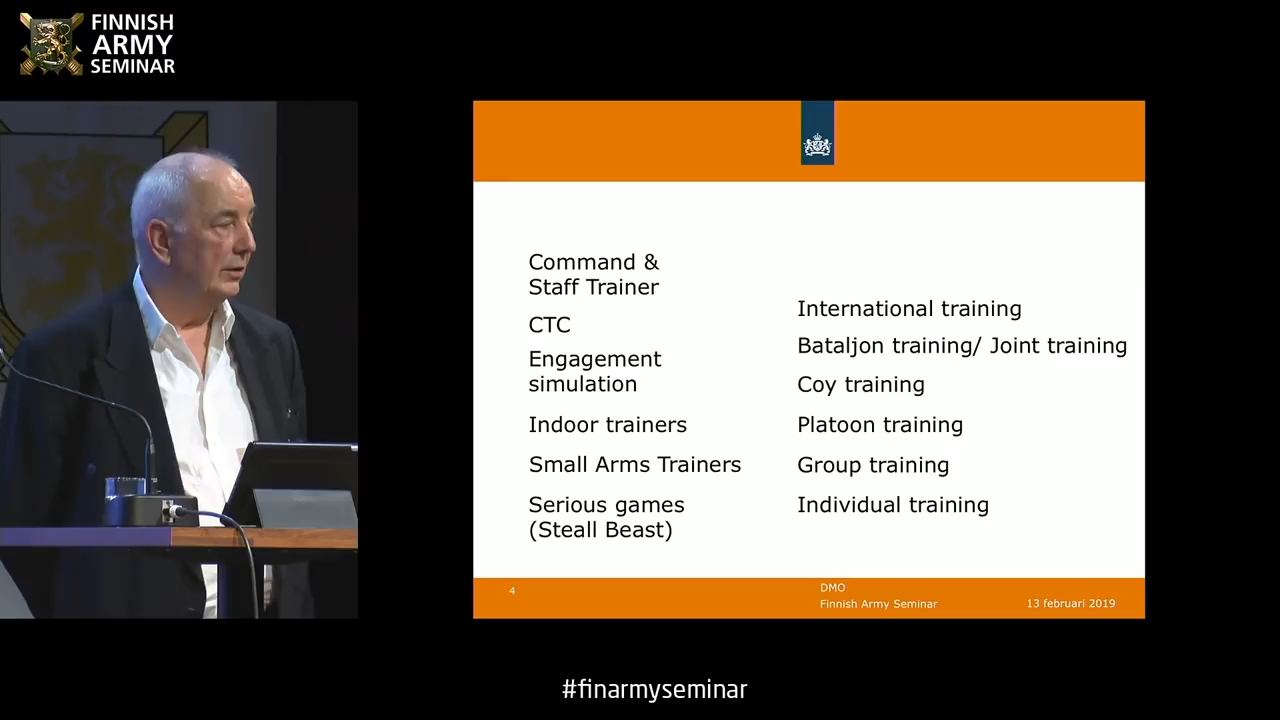 FINNISH
ARMY
SEMINAR
Command &
Staff Trainer
CTC
Engagement
simulation
Indoor trainers
Small Arms Trainers
Serious games
(Steall Beast)
International training
Bataljon training/ Joint training
Coy training
Platoon training
Group training
Individual training
4
DMO
Finnish Army Seminar
13 februari 2019
#finarmyseminar